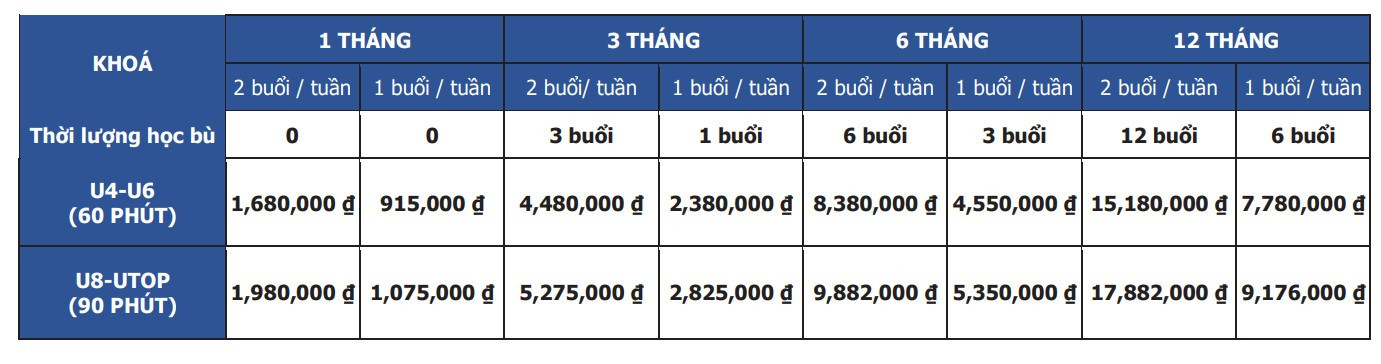 KHOÁ
1 THÁNG
3 THÁNG
6 THÁNG
12 THÁNG
2 buổi / tuần
1 buổi / tuần
2 buổi/ tuần
1 buổi / tuần
2 buổi / tuần
1 buổi / tuần
2 buổi / tuần
1 buổi / tuần
Thời lượng học bù
0
0
3 buổi
1 buổi
6 buổi
3 buổi
12 buổi
6 buổi
U4-U6
(60 PHÚT)
1,680,000 ₫
915,000 ₫
4,480,000 ₫
2,380,000 ₫
8,380,000 ₫
4,550,000 ₫
15,180,000 ₫
7,780,000 ₫
U8-UTOP
(90 PHÚT)
1,980,000 ₫
1,075,000 ₫
5,275,000 ₫
2,825,000 ₫
9,882,000 ₫
5,350,000 ₫
17,882,000 ₫
9,176,000 ₫